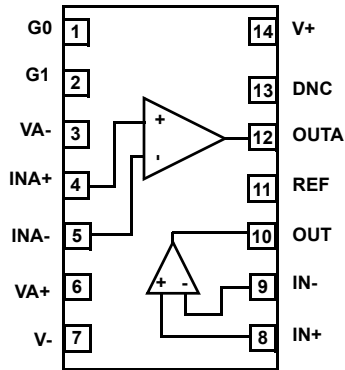 G0 1
G1 2
VA- 3
INA+ 4
INA- 5
VA+ 6
V- 7
+
-
+ -
14 V+
13 DNC
12 OUTA
11 REF
10 OUT
9 IN-
8 IN+